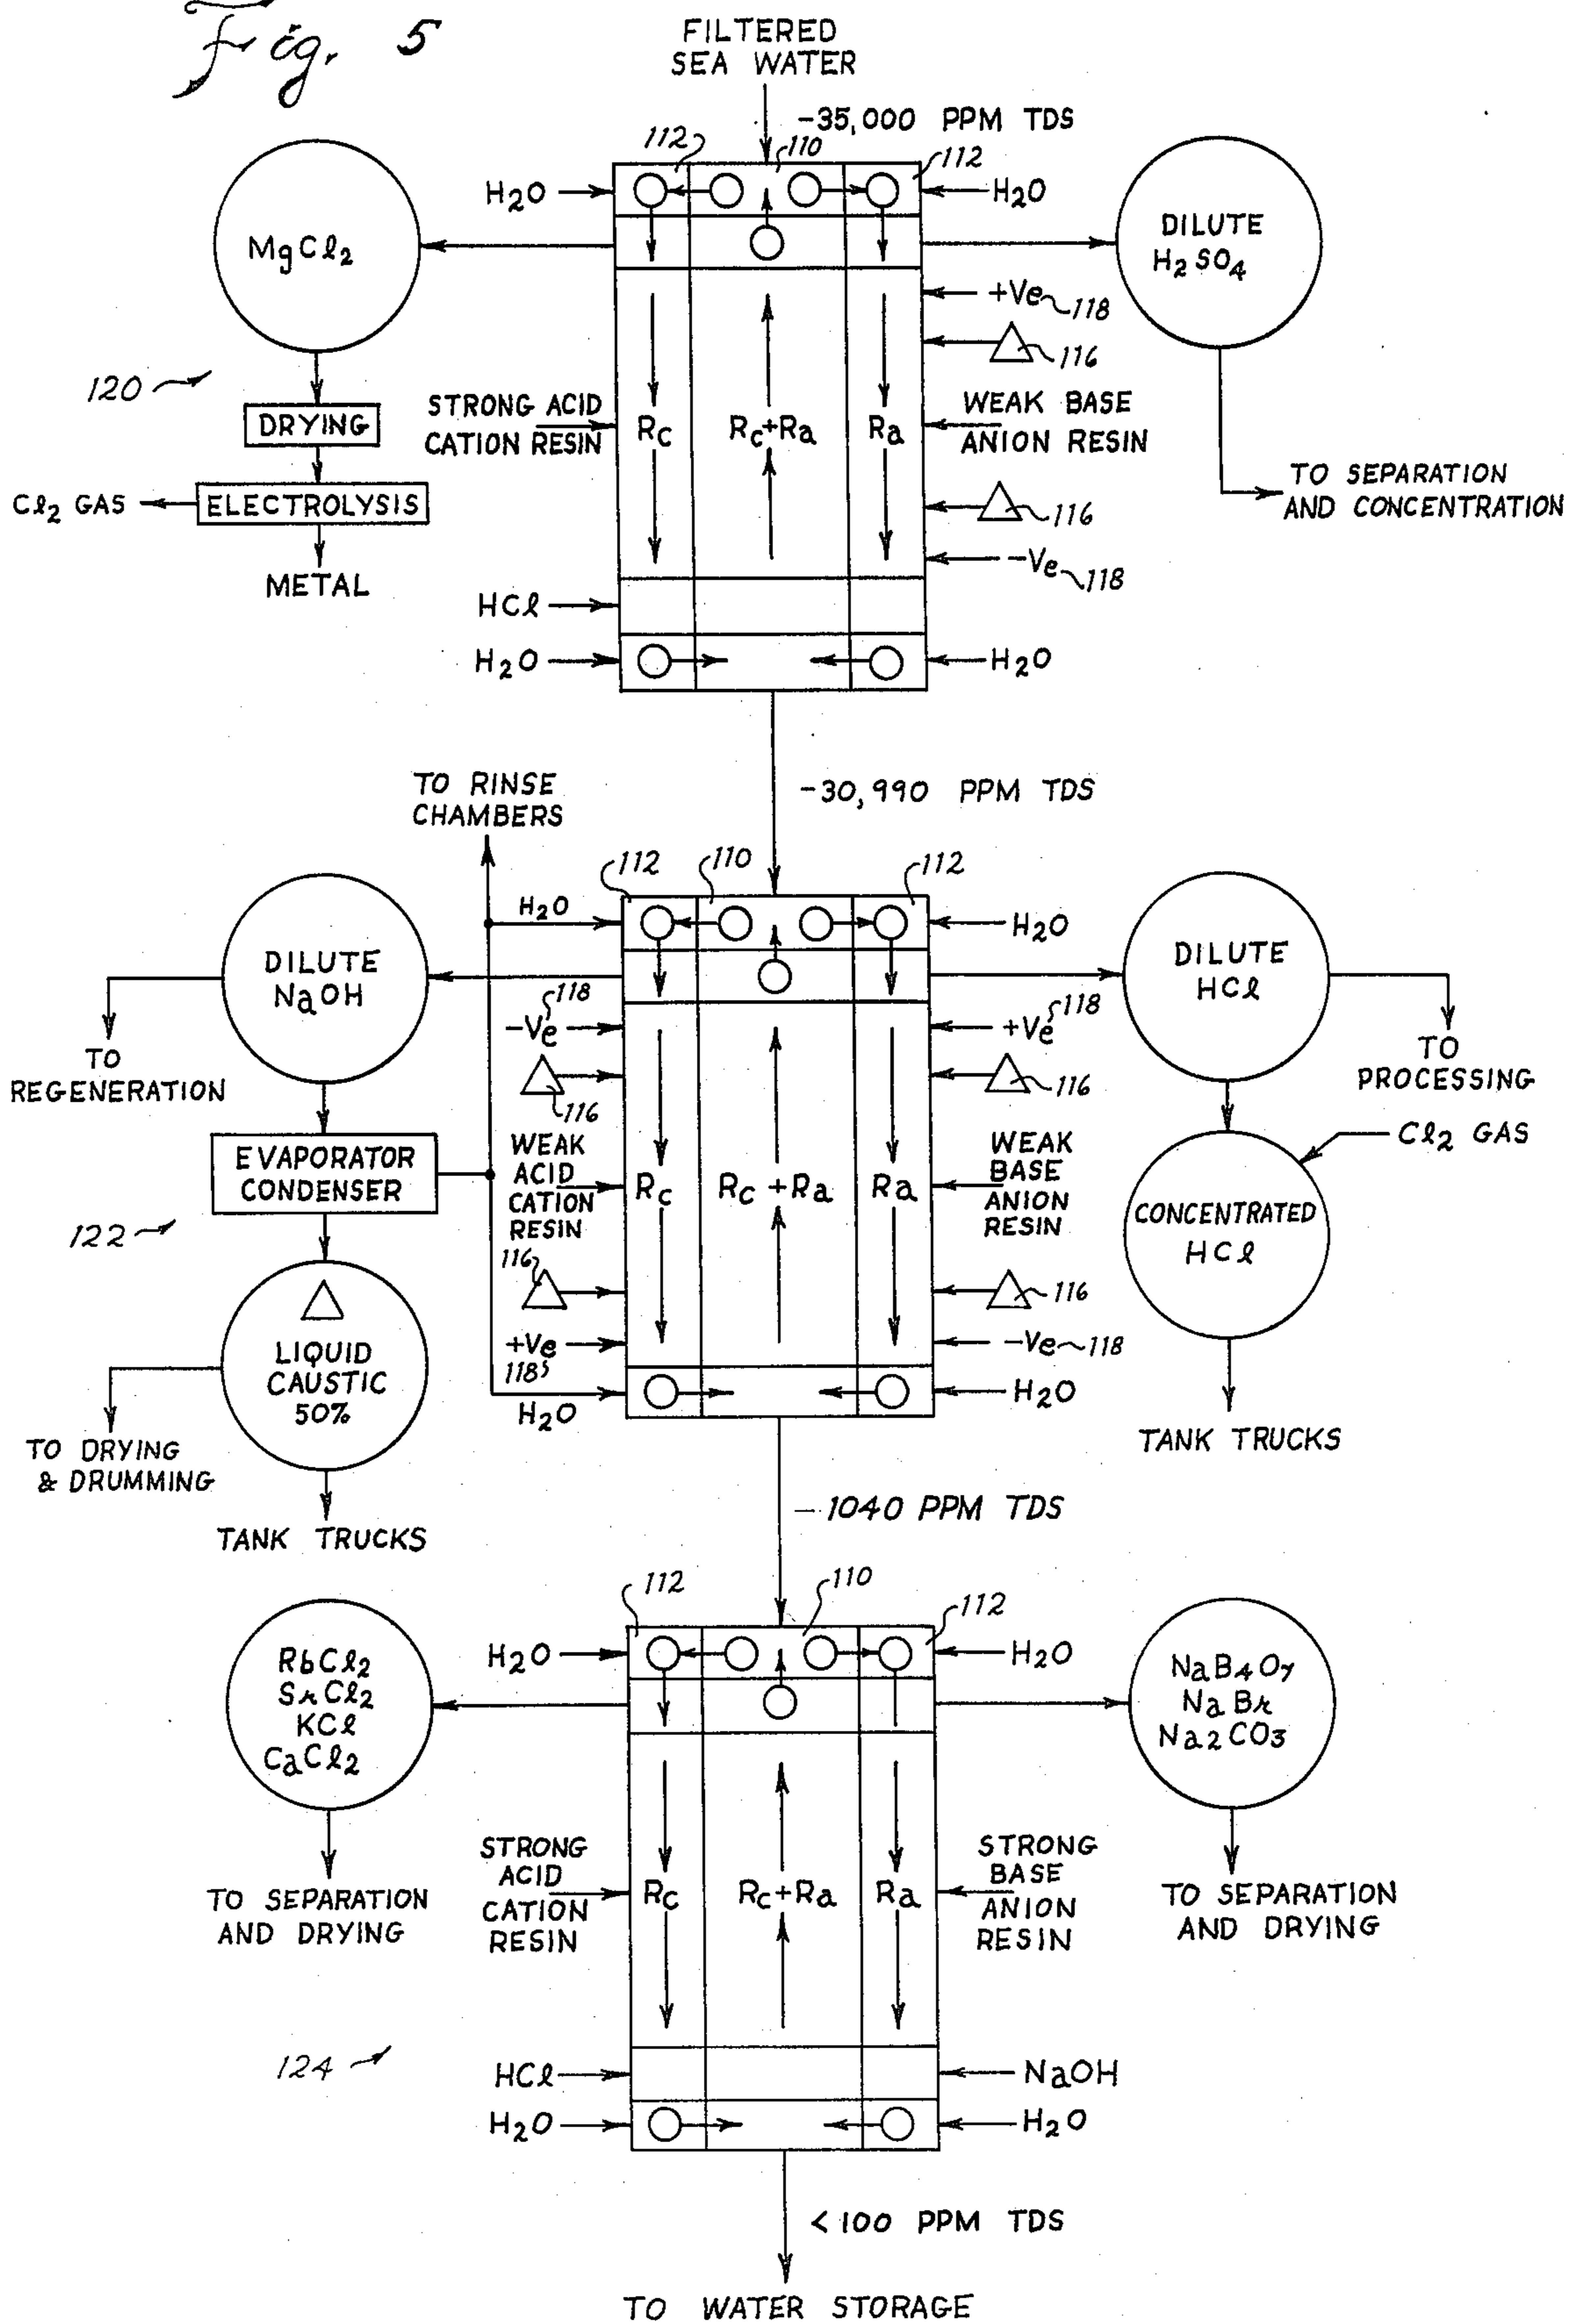 Fig. 5
FILTERED
SEA WATER
-35,000 PPM TDS
112
110
112
H2O
H2O
MgCl2
DILUTE
H2SO4
+Ve 118
116
120
DRYING
STRONG ACID
CATION RESIN
Rc
Rc+Ra
Ra
WEAK BASE
ANION RESIN
Cl2 GAS
ELECTROLYSIS
116
TO SEPARATION
AND CONCENTRATION
METAL
-Ve 118
HCl
H2O
H2O
TO RINSE
CHAMBERS
-30,990 PPM TDS
112
110
112
H2O
H2O
DILUTE
NaOH
DILUTE
HCl
-Ve 118
+Ve 118
TO
REGENERATION
116
116
TO
PROCESSING
EVAPORATOR
CONDENSER
WEAK
ACID
CATION
RESIN
Rc
Rc+Ra
Ra
WEAK
BASE
ANION
RESIN
Cl2 GAS
122
CONCENTRATED
HCl
116
116
LIQUID
CAUSTIC
50%
+Ve
118
-Ve 118
H2O
H2O
TO DRYING
& DRUMMING
TANK TRUCKS
TANK TRUCKS
-1040 PPM TDS
112
110
112
H2O
H2O
RbCl2
SrCl2
KCl
CaCl2
NaB4O7
NaBr
Na2CO3
STRONG
ACID
CATION
RESIN
Rc
Rc+Ra
Ra
STRONG
BASE
ANION
RESIN
TO SEPARATION
AND DRYING
TO SEPARATION
AND DRYING
124
HCl
NaOH
H2O
H2O
<100 PPM TDS
TO WATER STORAGE